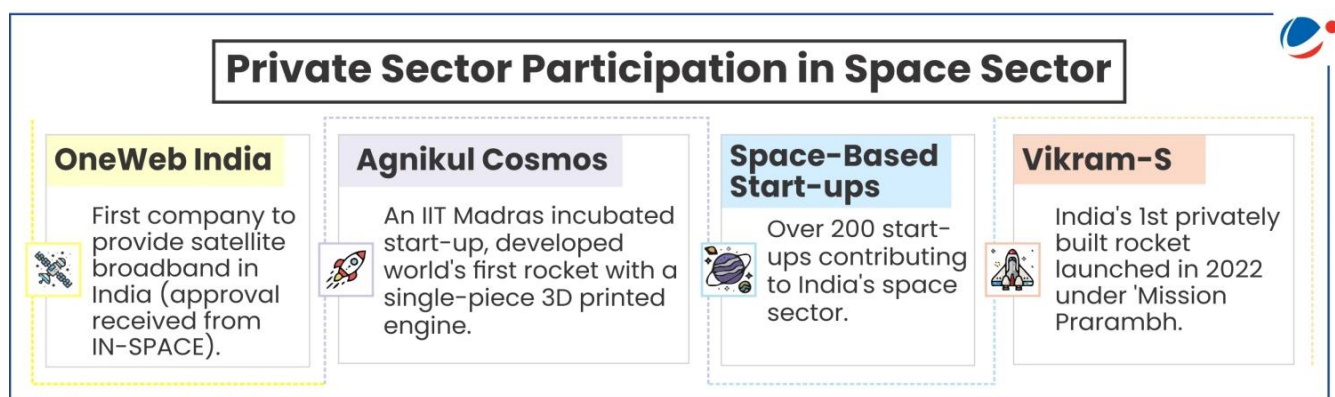 Private Sector Participation in Space Sector
OneWeb India
First company to
provide satellite
broadband in
India (approval
received from
IN-SPACE).
Agnikul Cosmos
An IIT Madras incubated
start-up, developed
world's first rocket with a
single-piece 3D printed
engine.
Space-Based
Start-ups
Over 200 start-
ups contributing
to India's space
sector.
Vikram-S
India's 1st privately
built rocket
launched in 2022
under 'Mission
Prarambh.